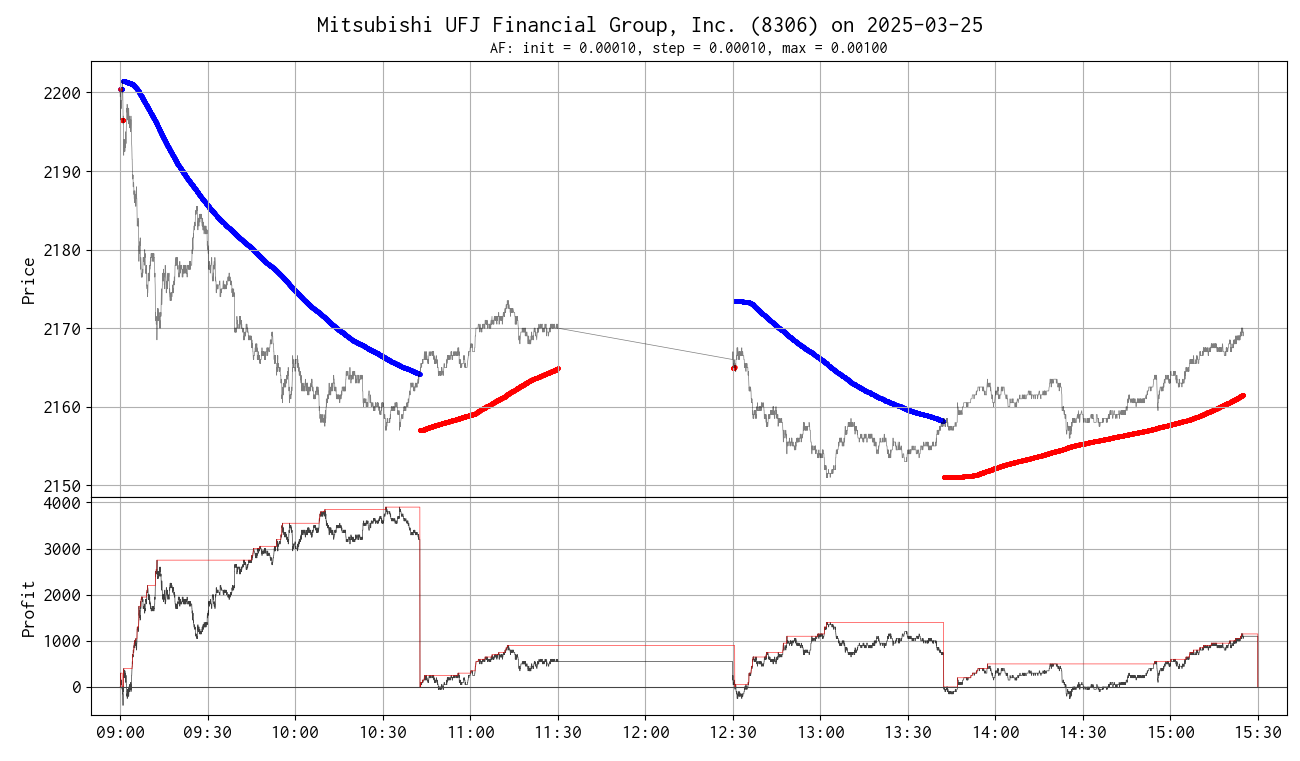 Mitsubishi UFJ Financial Group, Inc. (8306) on 2025-03-25
AF: init = 0.00010, step = 0.00010, max = 0.00100
Price
2200
2190
2180
2170
2160
2150
Profit
4000
3000
2000
1000
0
09:00 09:30 10:00 10:30 11:00 11:30 12:00 12:30 13:00 13:30 14:00 14:30 15:00 15:30